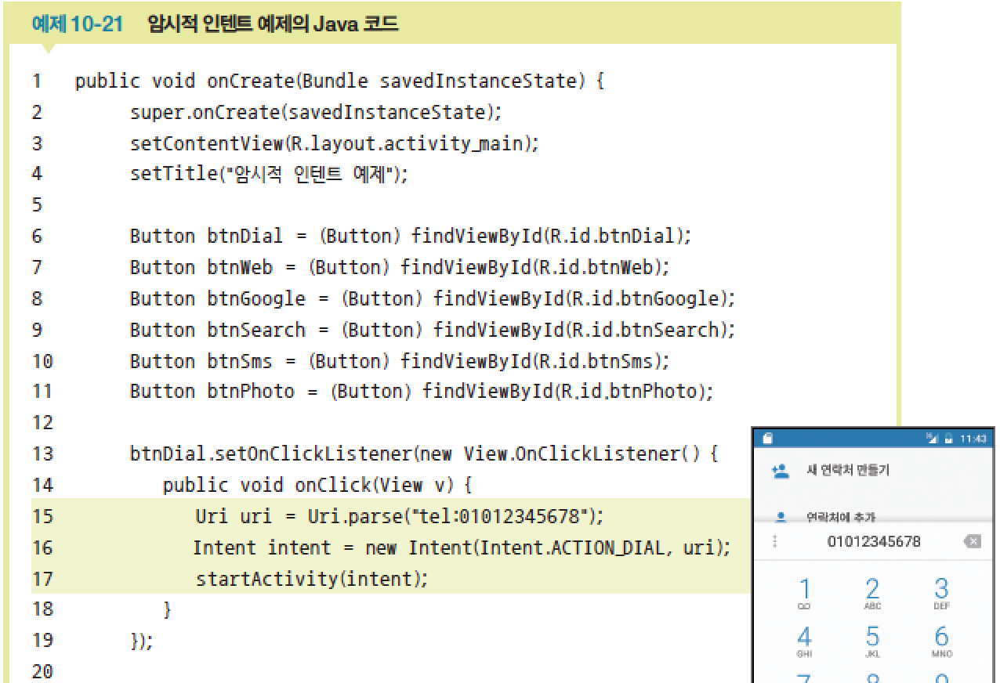 예제 10-21 암시적 인텐트 예제의 Java 코드
1 public void onCreate(Bundle savedInstanceState) {
2 super.onCreate(savedInstanceState);
3 setContentView(R.layout.activity_main);
4 setTitle("암시적 인텐트 예제");
5
6 Button btnDial = (Button) findViewById(R.id.btnDial);
7 Button btnWeb = (Button) findViewById(R.id.btnWeb);
8 Button btnGoogle = (Button) findViewById(R.id.btnGoogle);
9 Button btnSearch = (Button) findViewById(R.id.btnSearch);
10 Button btnSms = (Button) findViewById(R.id.btnSms);
11 Button btnPhoto = (Button) findViewById(R.id.btnPhoto);
12
13 btnDial.setOnClickListener(new View.OnClickListener() {
14 public void onClick(View v) {
15 Uri uri = Uri.parse("tel:01012345678");
16 Intent intent = new Intent(Intent.ACTION_DIAL, uri);
17 startActivity(intent);
18 }
19 });
20
11:43
새 연락처 만들기
연락처에 추가
01012345678
1 2 3
ABC DEF
4 5 6
GHI JKL MNO
7 8 9